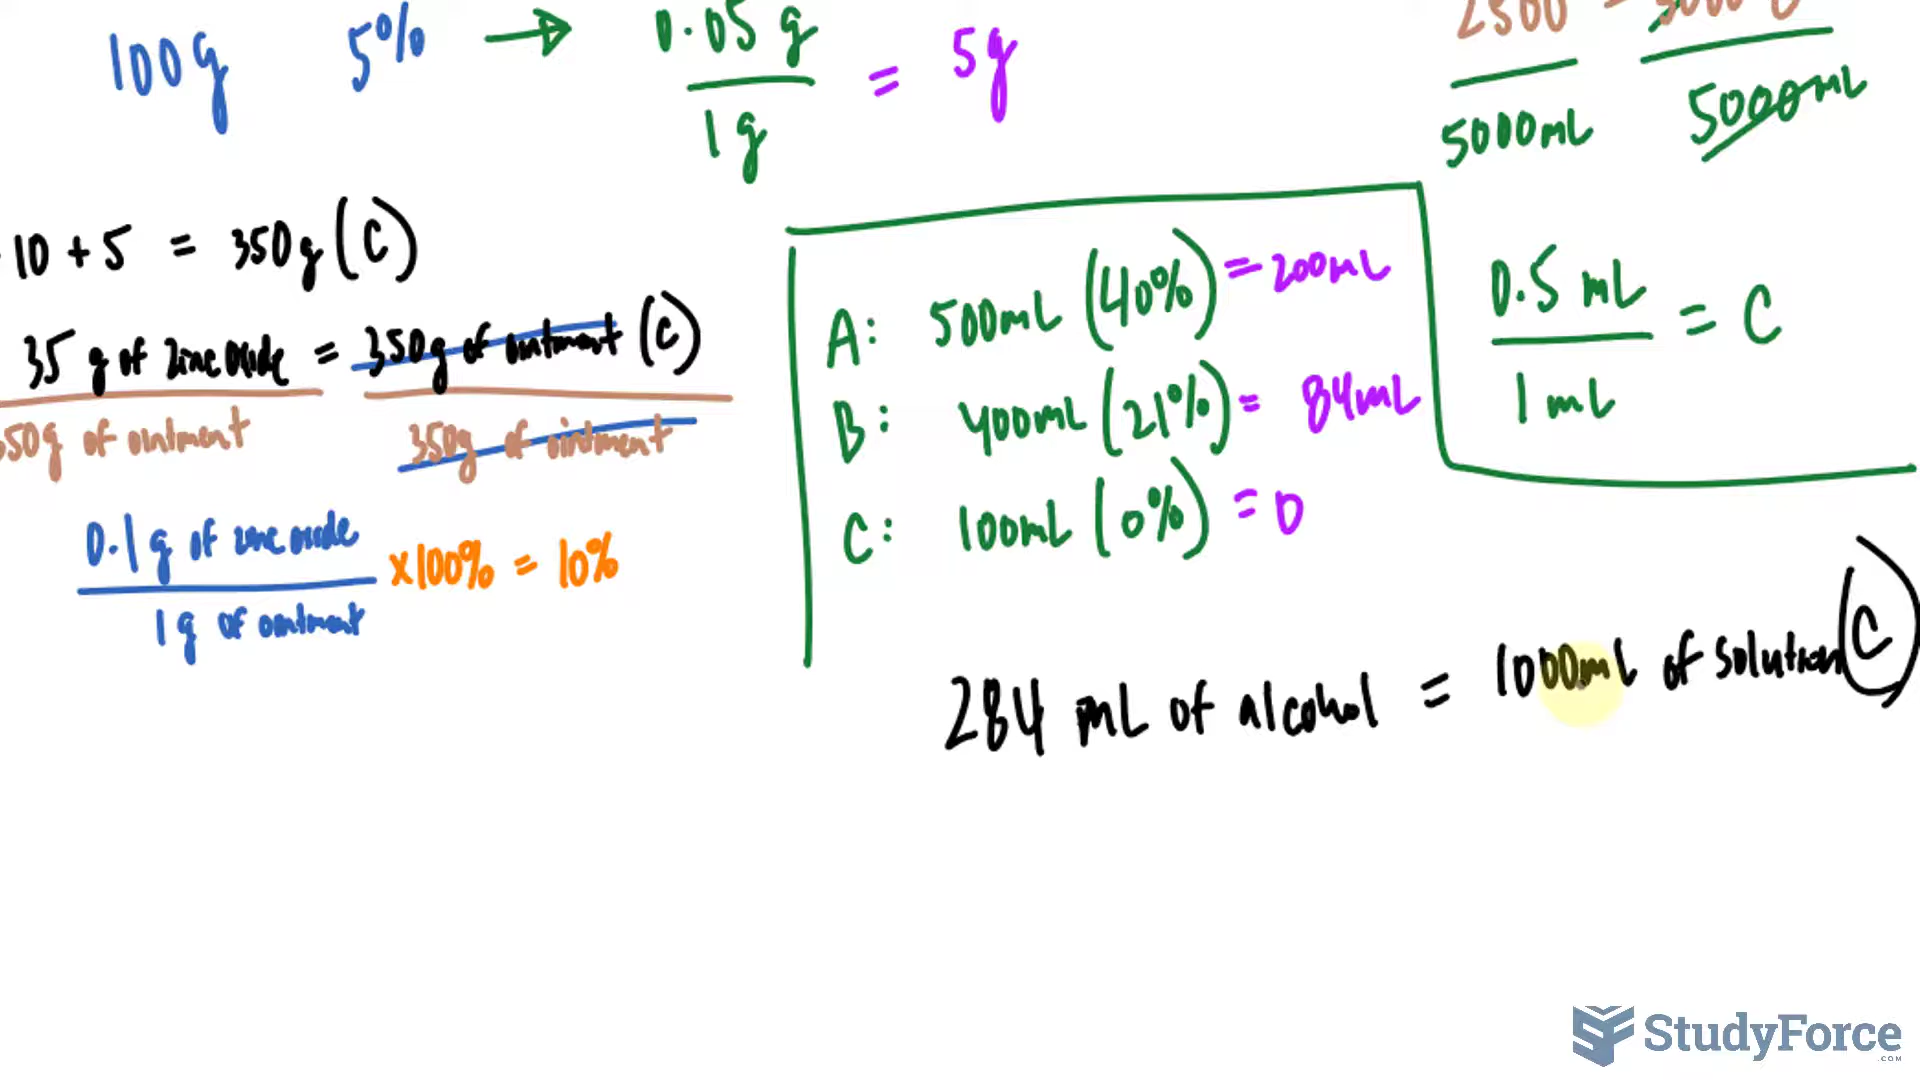 100g 5% → 0.05 g / 1 g = 5g
10 + 5 = 350g (C)
35 g of zinc oxide = 350g of ointment (C)
350g of ointment 350g of ointment
0.1 g of zinc oxide / 1 g of ointment x100% = 10%
5000mL 5000mL
A: 500mL (40%) = 200mL
B: 400mL (21%) = 84mL
C: 100mL (0%) = 0
0.5 mL / 1 mL = C
284 mL of alcohol = 1000mL of solution (C)
StudyForce
.COM